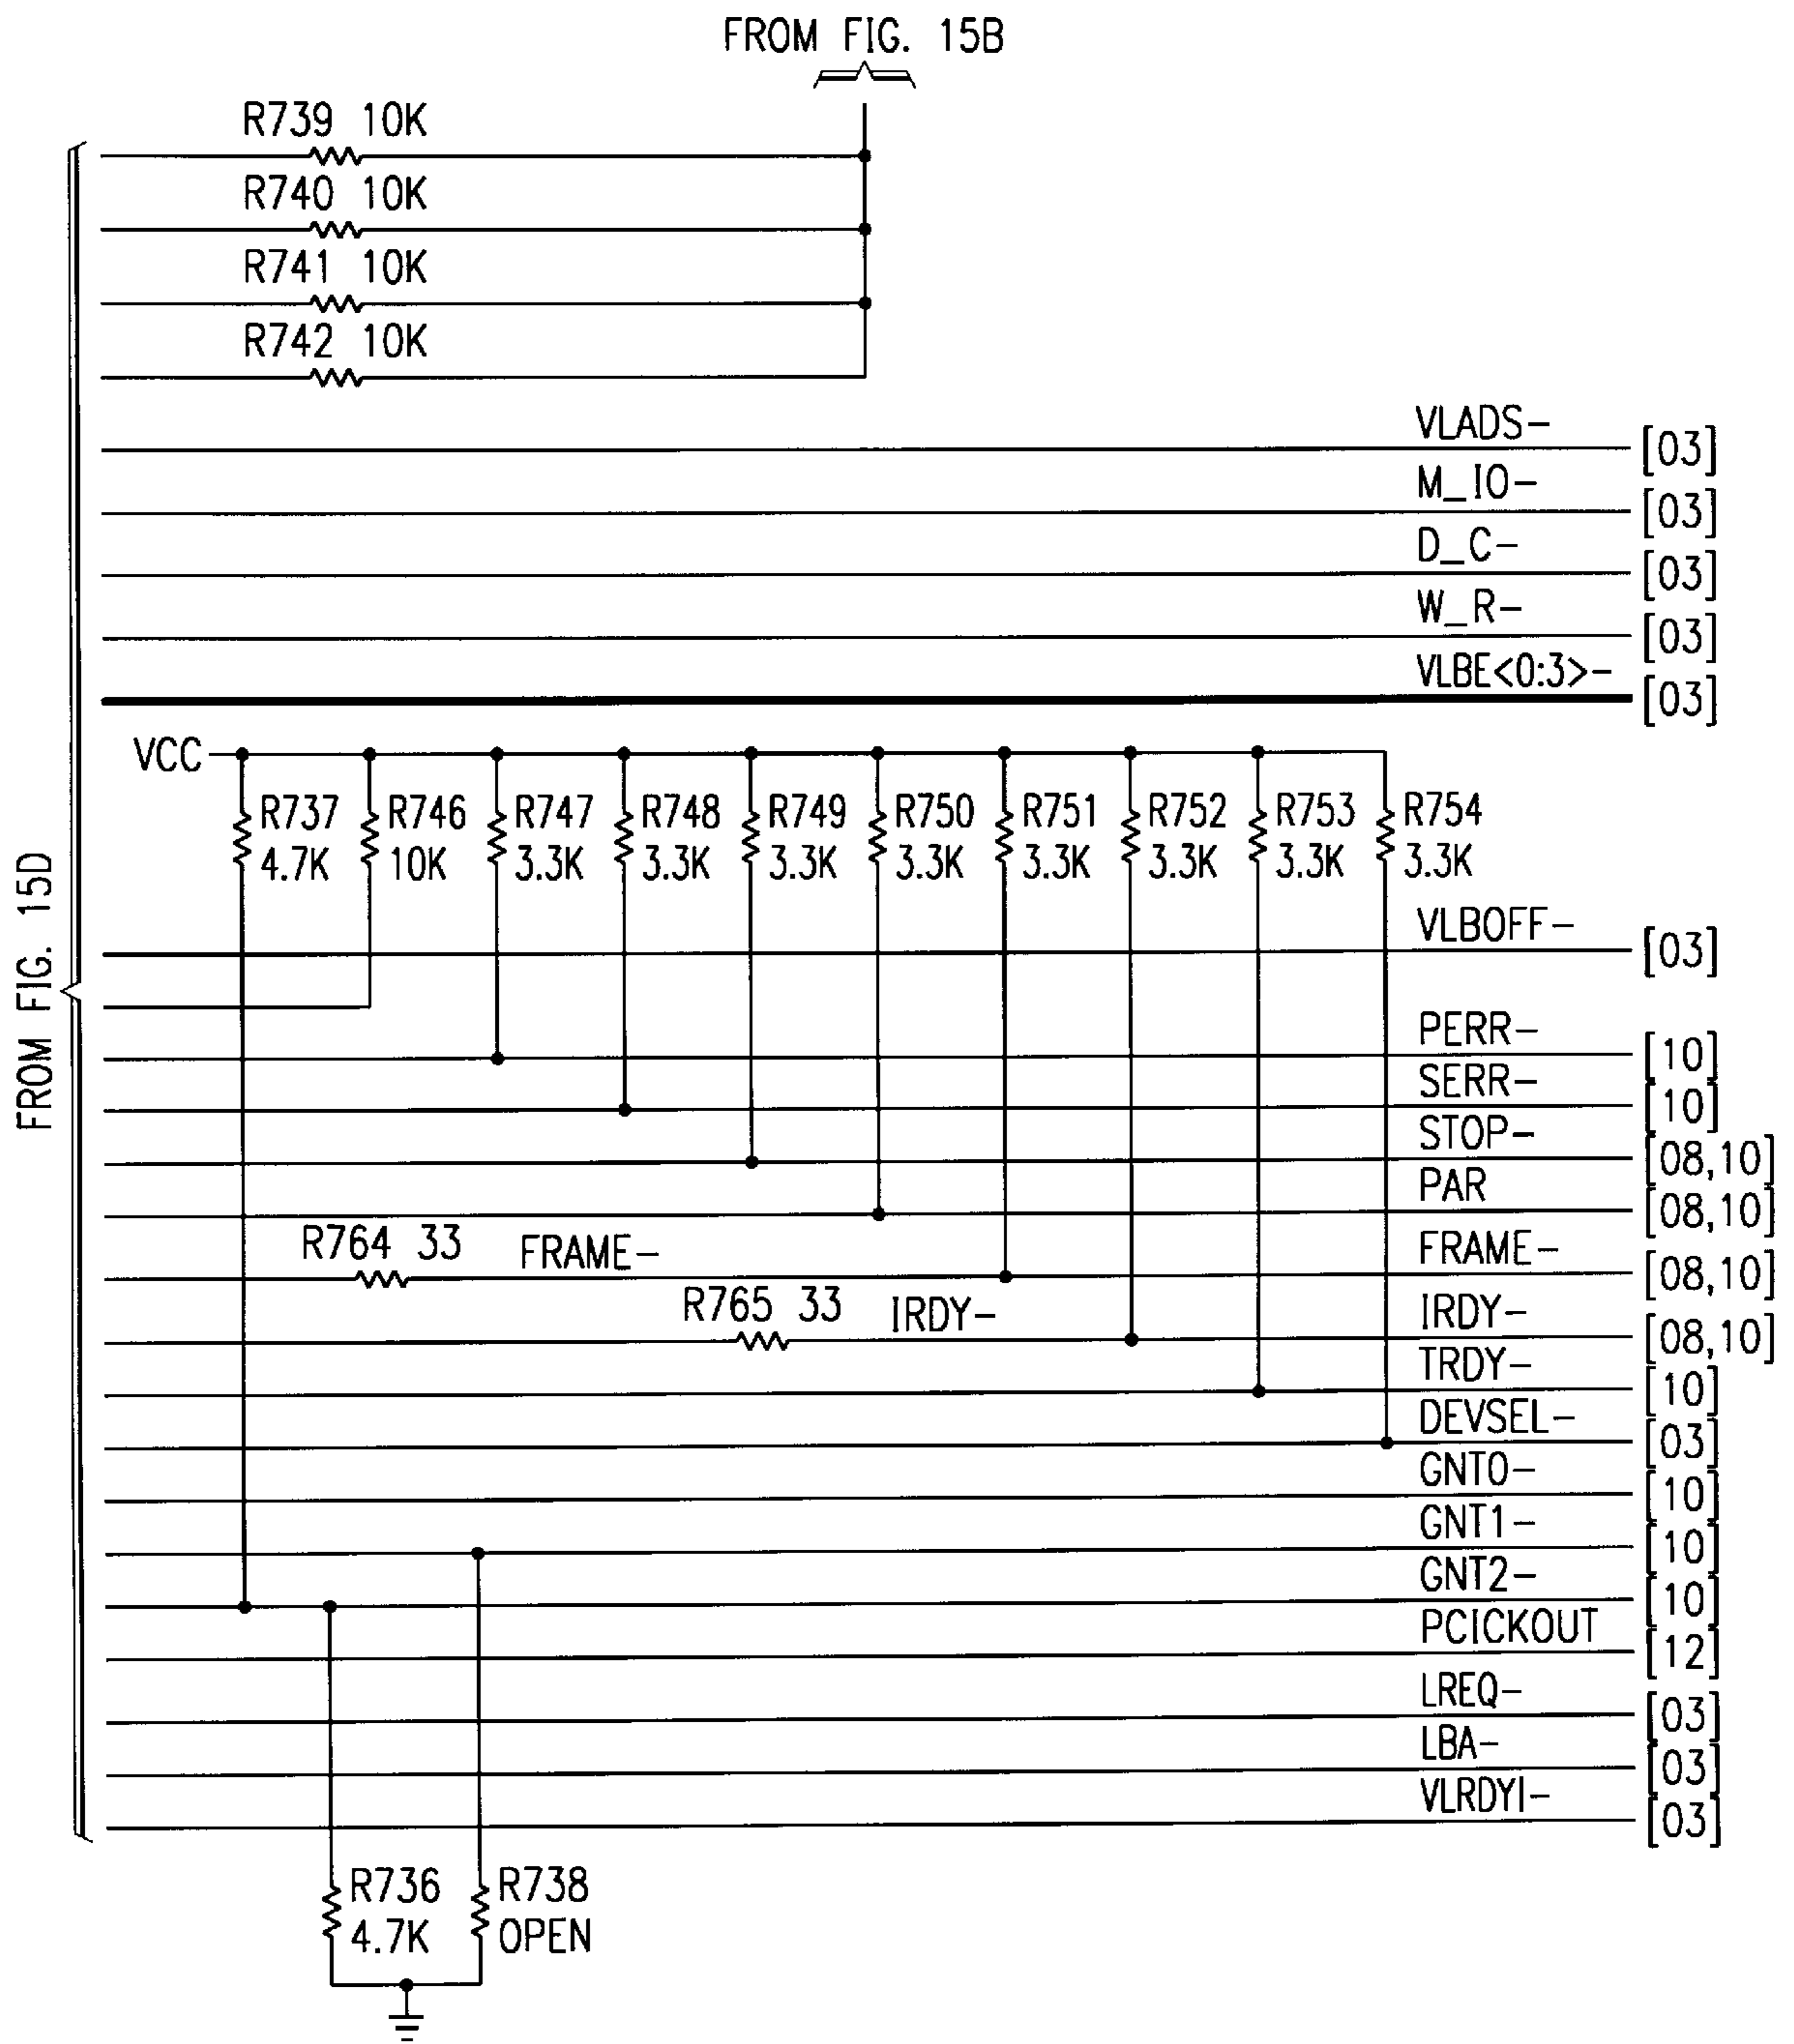 FROM FIG. 15B
R739 10K
R740 10K
R741 10K
R742 10K
VLADS- [03]
M_IO- [03]
D_C- [03]
W_R- [03]
VLBE<0:3>- [03]
VCC
R737 4.7K
R746 10K
R747 3.3K
R748 3.3K
R749 3.3K
R750 3.3K
R751 3.3K
R752 3.3K
R753 3.3K
R754 3.3K
FROM FIG. 15D
VLBOFF- [03]
PERR- [10]
SERR- [10]
STOP- [08,10]
PAR [08,10]
R764 33 FRAME- FRAME- [08,10]
R765 33 IRDY- IRDY- [08,10]
TRDY- [10]
DEVSEL- [03]
GNT0- [10]
GNT1- [10]
GNT2- [10]
PCICKOUT [12]
LREQ- [03]
LBA- [03]
VLRDYI- [03]
R736 4.7K
R738 OPEN